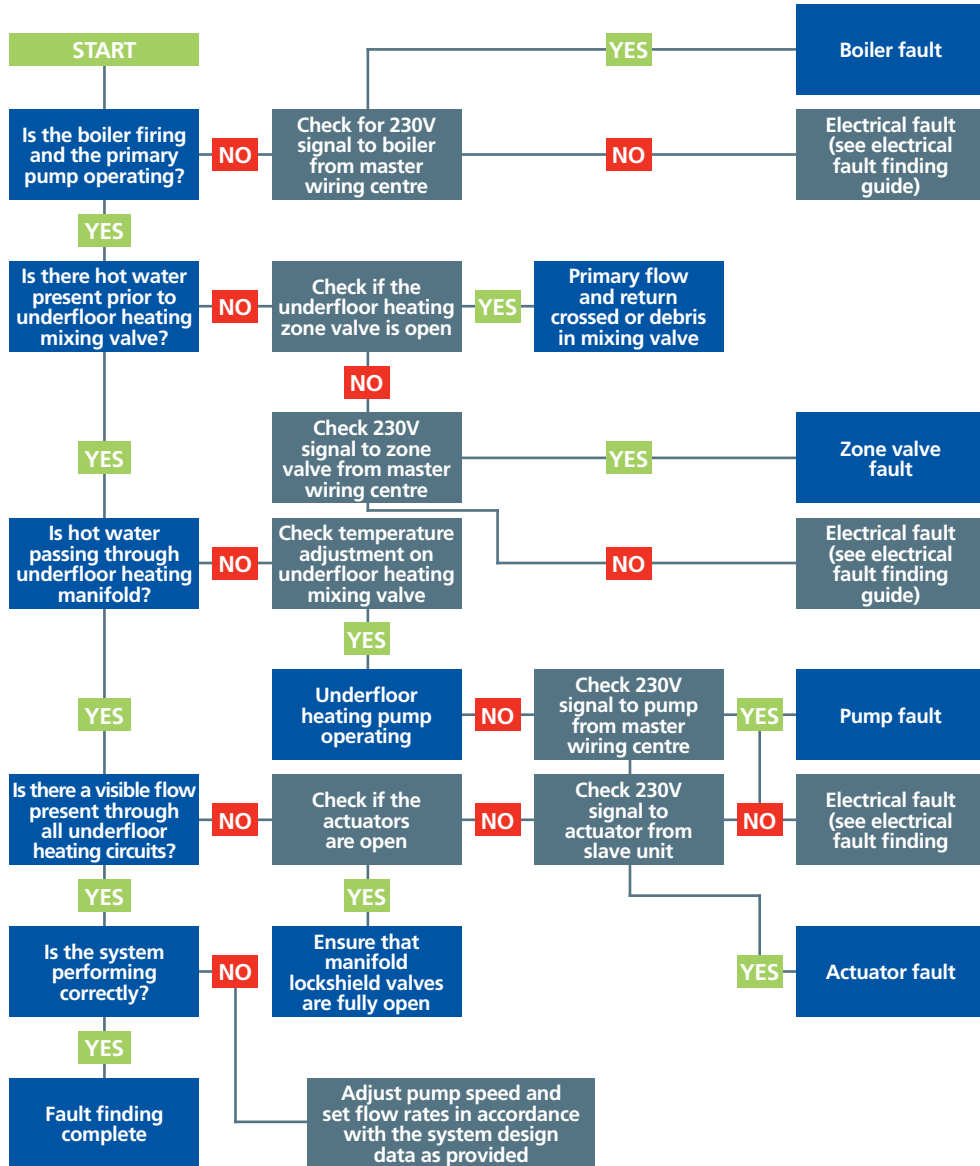 START
YES
Boiler fault
Is the boiler firing
and the primary
pump operating?
NO
Check for 230V
signal to boiler
from master
wiring centre
NO
Electrical fault
(see electrical
fault finding
guide)
YES
Is there hot water
present prior to
underfloor heating
mixing valve?
NO
Check if the
underfloor heating
zone valve is open
YES
Primary flow
and return
crossed or debris
in mixing valve
NO
YES
Check 230V
signal to zone
valve from master
wiring centre
YES
Zone valve
fault
Is hot water
passing through
underfloor heating
manifold?
NO
Check temperature
adjustment on
underfloor heating
mixing valve
NO
Electrical fault
(see electrical
fault finding
guide)
YES
YES
Underfloor
heating pump
operating
NO
Check 230V
signal to pump
from master
wiring centre
YES
Pump fault
Is there a visible flow
present through
all underfloor
heating circuits?
NO
Check if the
actuators
are open
NO
Check 230V
signal to
actuator from
slave unit
NO
Electrical fault
(see electrical
fault finding
YES
YES
Is the system
performing
correctly?
NO
Ensure that
manifold
lockshield valves
are fully open
YES
Actuator fault
YES
Fault finding
complete
Adjust pump speed and
set flow rates in accordance
with the system design
data as provided